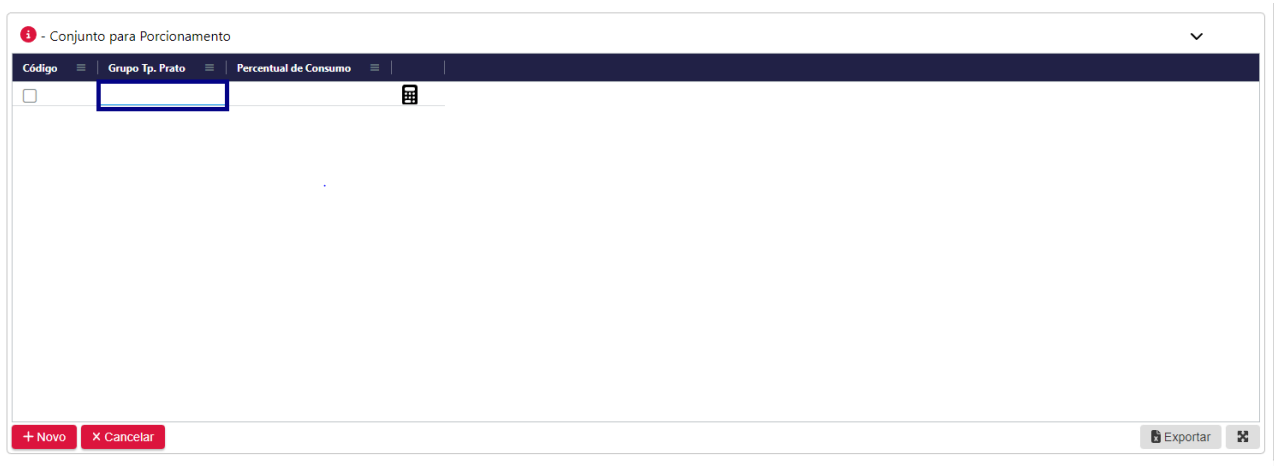 - Conjunto para Porcionamento
Código Grupo Tp. Prato Percentual de Consumo
+ Novo × Cancelar Exportar